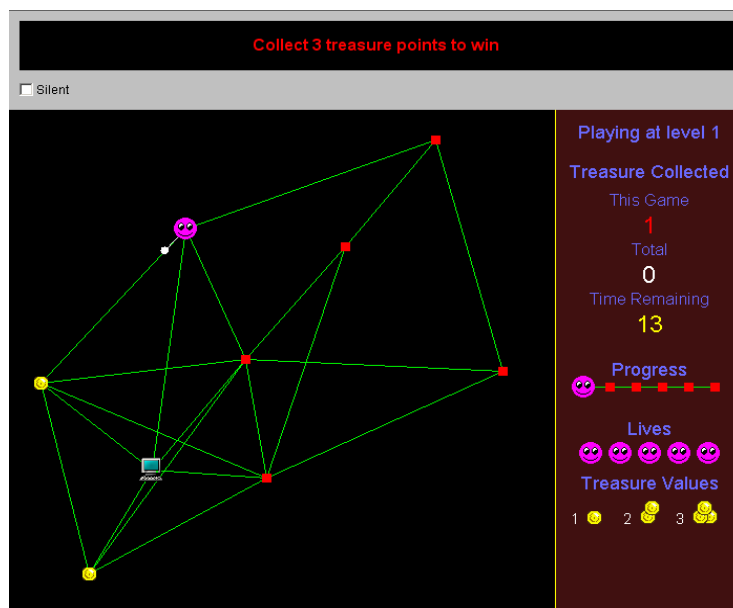 Collect 3 treasure points to win
Silent
Playing at level 1
Treasure Collected
This Game
1
Total
0
Time Remaining
13
Progress
Lives
Treasure Values
1 2 3